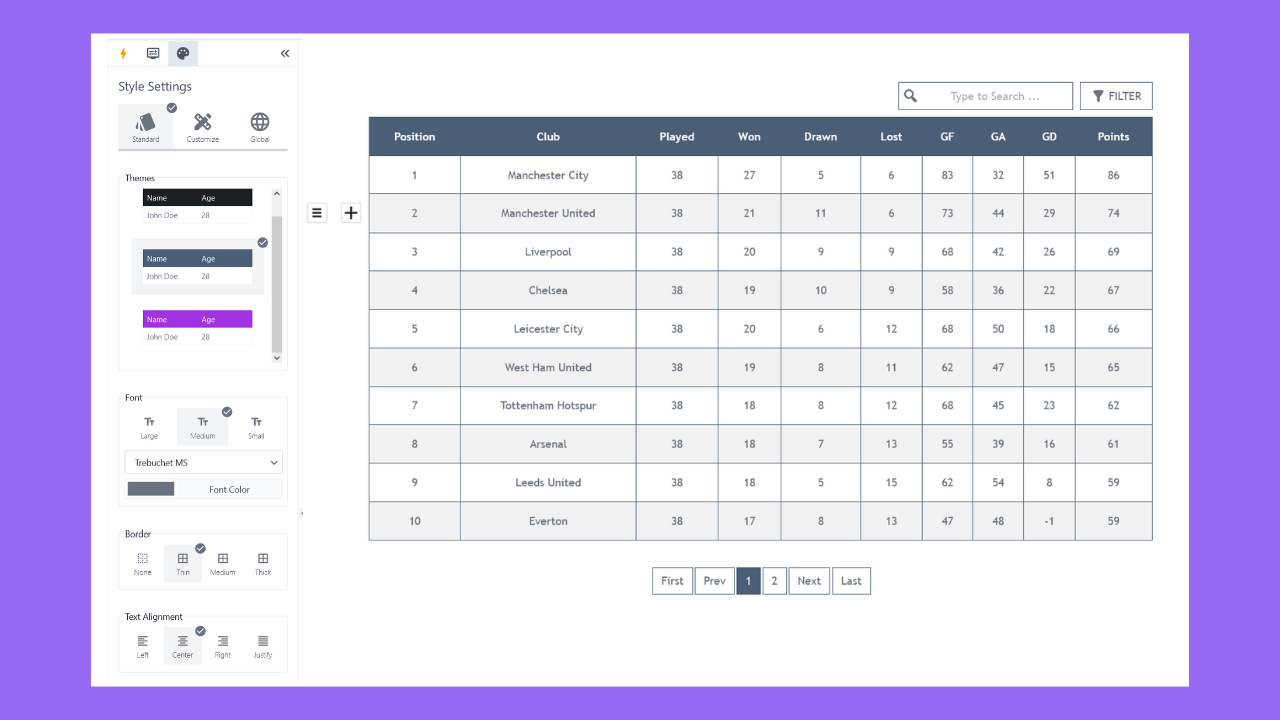 Style Settings
Standard Customize Global
Themes
Name Age
John Doe 28
Name Age
John Doe 28
Name Age
John Doe 28
Font
Large Medium Small
Trebuchet MS
Font Color
Border
None Thin Medium Thick
Text Alignment
Left Center Right Justify
Type to Search ... FILTER
Position Club Played Won Drawn Lost GF GA GD Points
1 Manchester City 38 27 5 6 83 32 51 86
2 Manchester United 38 21 11 6 73 44 29 74
3 Liverpool 38 20 9 9 68 42 26 69
4 Chelsea 38 19 10 9 58 36 22 67
5 Leicester City 38 20 6 12 68 50 18 66
6 West Ham United 38 19 8 11 62 47 15 65
7 Tottenham Hotspur 38 18 8 12 68 45 23 62
8 Arsenal 38 18 7 13 55 39 16 61
9 Leeds United 38 18 5 15 62 54 8 59
10 Everton 38 17 8 13 47 48 -1 59
First Prev 1 2 Next Last